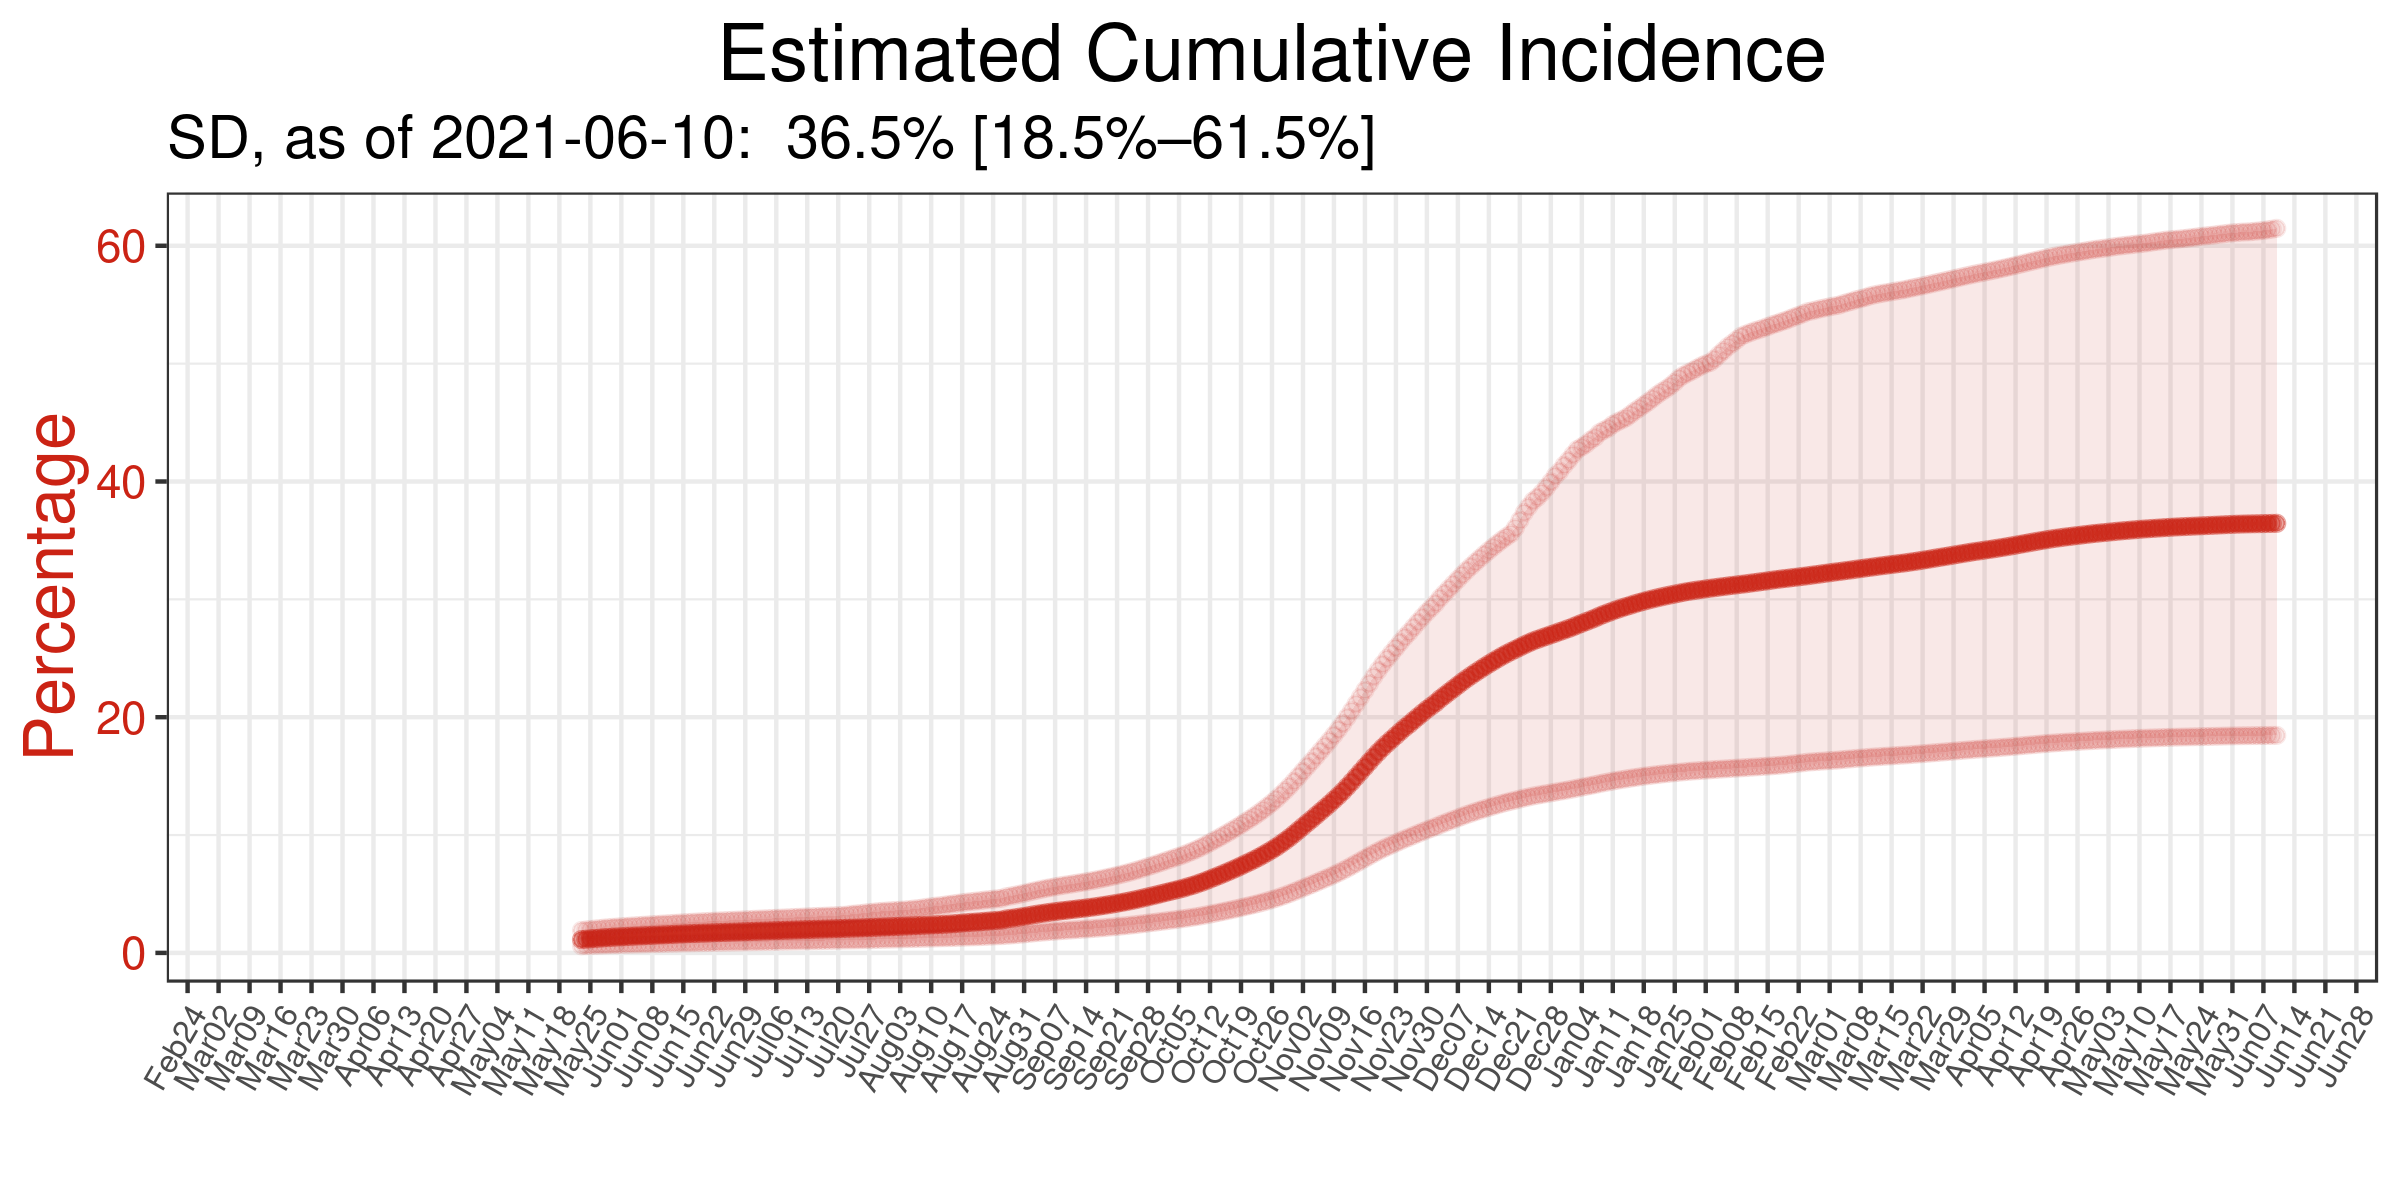 Estimated Cumulative Incidence
SD, as of 2021-06-10:  36.5% [18.5%–61.5%]
Percentage
60
40
20
0
Feb24
Mar02
Mar09
Mar16
Mar23
Mar30
Apr06
Apr13
Apr20
Apr27
May04
May11
May18
May25
Jun01
Jun08
Jun15
Jun22
Jun29
Jul06
Jul13
Jul20
Jul27
Aug03
Aug10
Aug17
Aug24
Aug31
Sep07
Sep14
Sep21
Sep28
Oct05
Oct12
Oct19
Oct26
Nov02
Nov09
Nov16
Nov23
Nov30
Dec07
Dec14
Dec21
Dec28
Jan04
Jan11
Jan18
Jan25
Feb01
Feb08
Feb15
Feb22
Mar01
Mar08
Mar15
Mar22
Mar29
Apr05
Apr12
Apr19
Apr26
May03
May10
May17
May24
May31
Jun07
Jun14
Jun21
Jun28